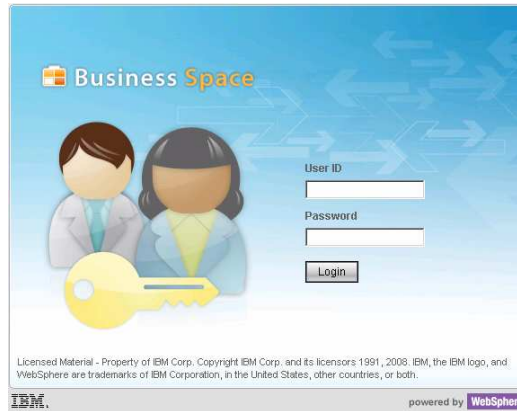 Business Space
User ID
Password
Login
Licensed Material - Property of IBM Corp. Copyright IBM Corp. and its licensors 1991, 2008. IBM, the IBM logo, and
WebSphere are trademarks of IBM Corporation, in the United States, other countries, or both.
IBM. powered by WebSpher